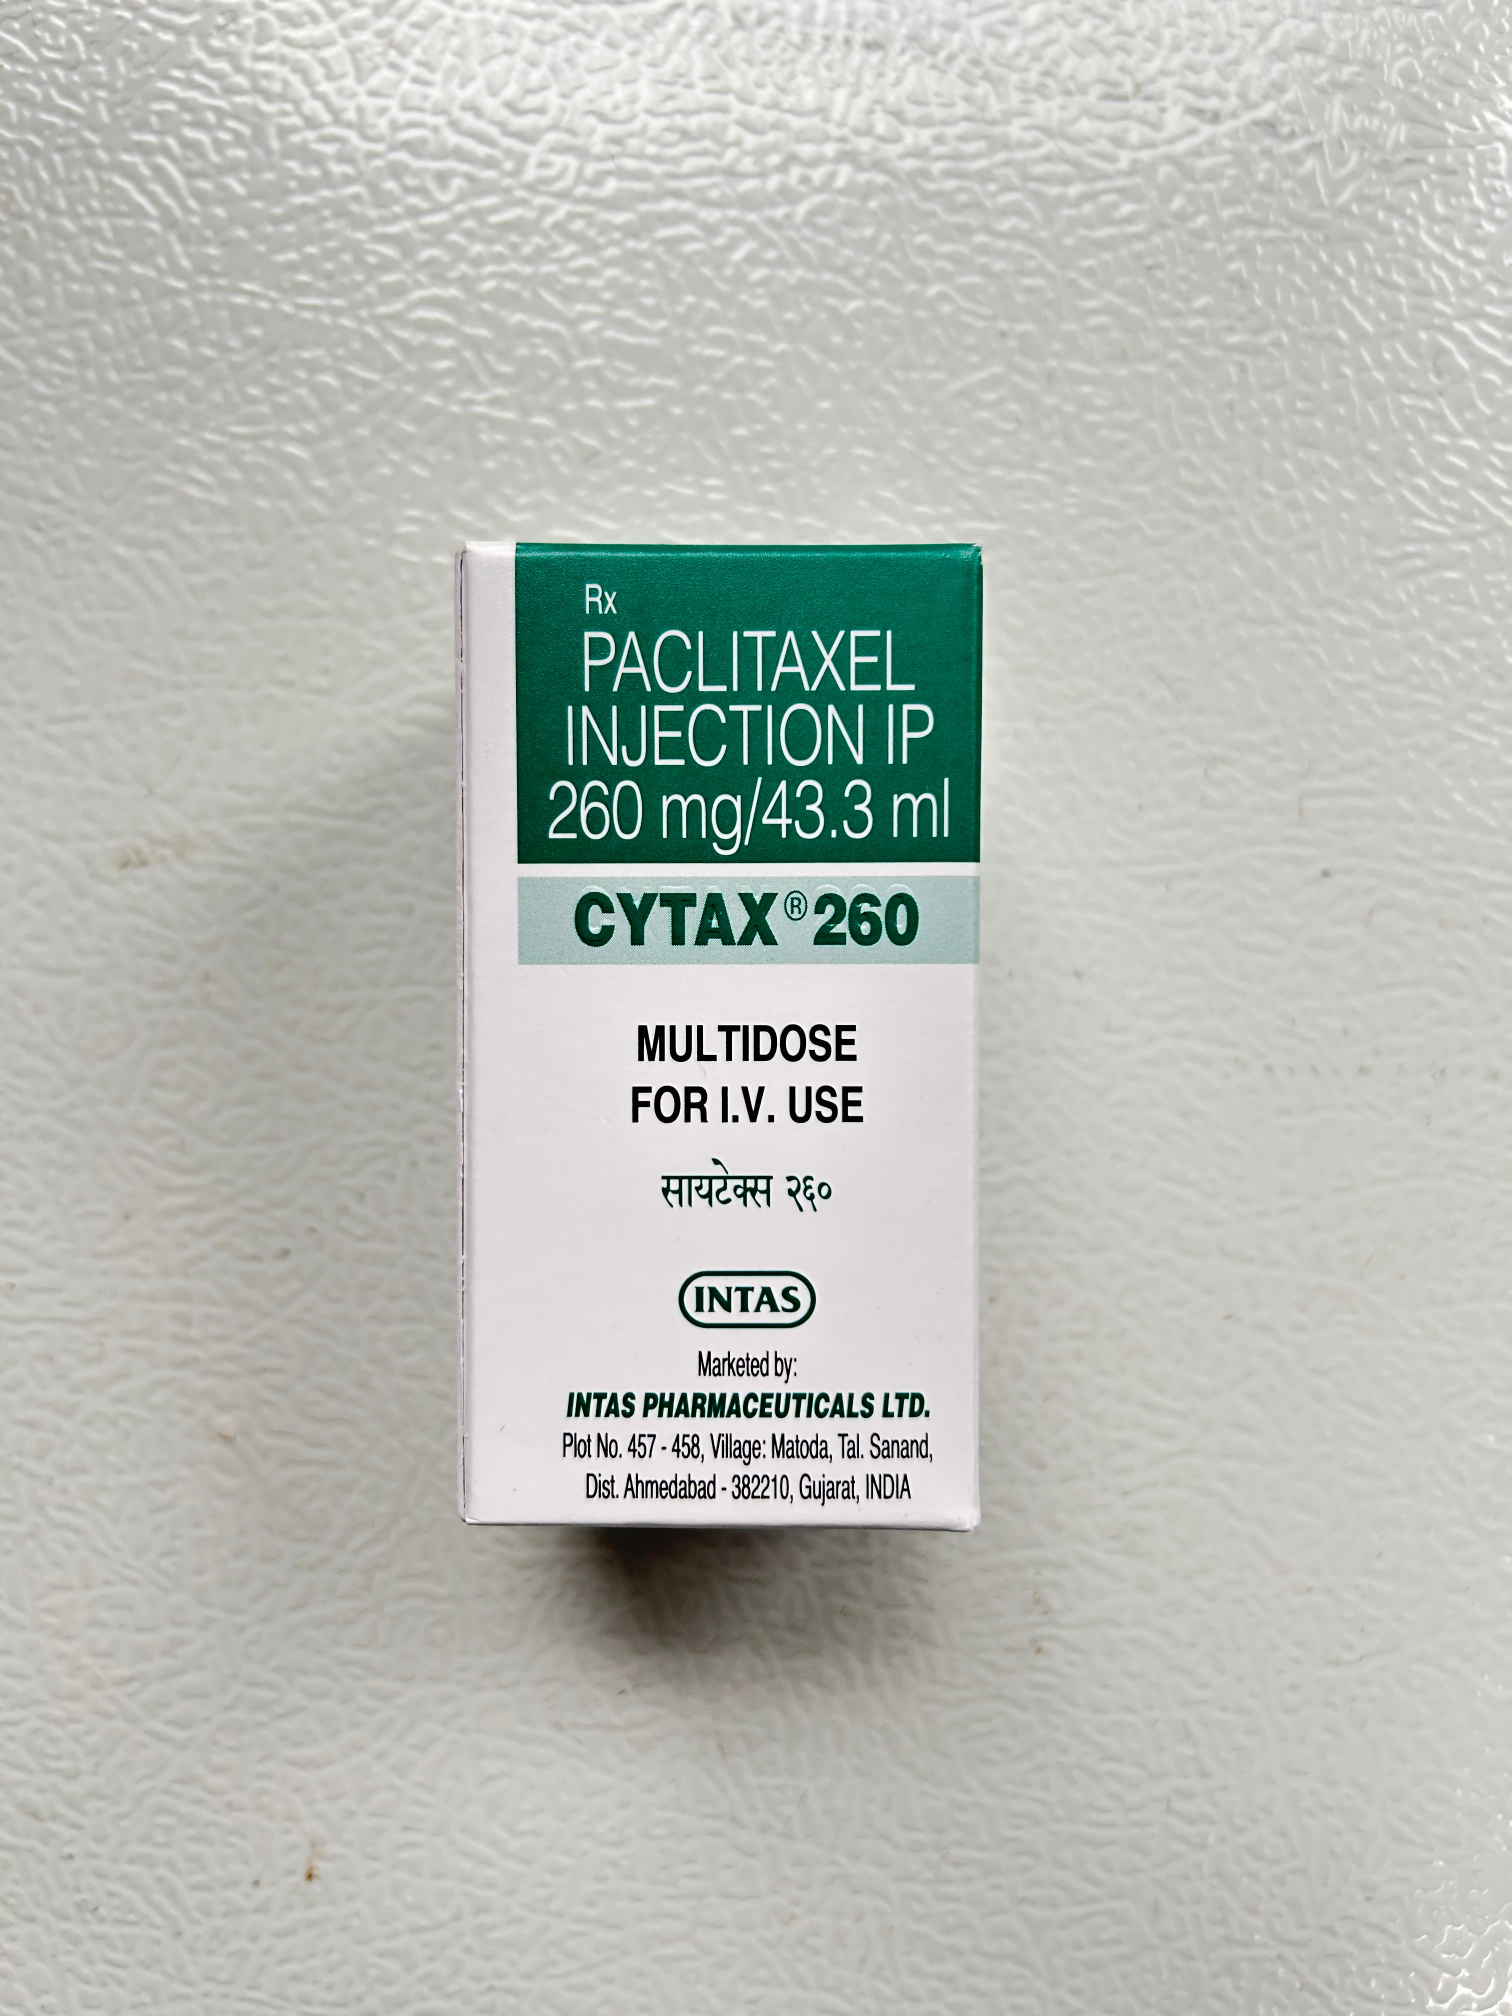 Rx
PACLITAXEL
INJECTION IP
260 mg/43.3 ml
CYTAX® 260
MULTIDOSE
FOR I.V. USE
सायटेक्स २६०
INTAS
Marketed by:
INTAS PHARMACEUTICALS LTD.
Plot No. 457 - 458, Village: Matoda, Tal. Sanand,
Dist. Ahmedabad - 382210, Gujarat, INDIA